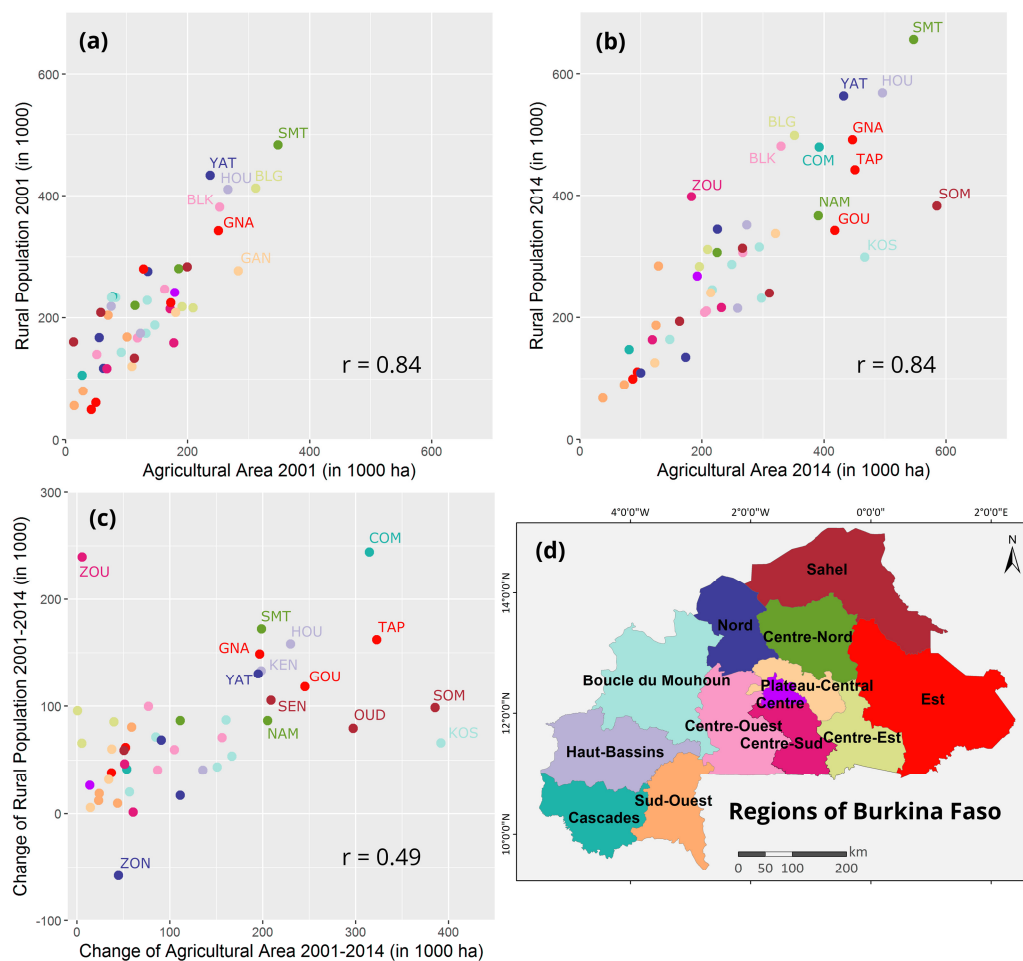 (a)
Rural Population 2001 (in 1000)
600
400
200
0
SMT
YAT
HOU
BLG
BLK
GNA
GAN
r = 0.84
0
200
400
600
Agricultural Area 2001 (in 1000 ha)
(b)
Rural Population 2014 (in 1000)
600
400
200
0
SMT
YAT
HOU
BLG
GNA
BLK
COM
TAP
ZOU
NAM
SOM
GOU
KOS
r = 0.84
0
200
400
600
Agricultural Area 2014 (in 1000 ha)
(c)
Change of Rural Population 2001-2014 (in 1000)
300
200
100
0
-100
COM
ZOU
SMT
HOU
TAP
GNA
KEN
YAT
GOU
SEN
SOM
NAM
OUD
KOS
ZON
r = 0.49
0
100
200
300
400
Change of Agricultural Area 2001-2014 (in 1000 ha)
(d)
4°0'0"W
2°0'0"W
0°0'0"
2°0'0"E
14°0'0"N
12°0'0"N
10°0'0"N
N
Sahel
Nord
Centre-Nord
Boucle du Mouhoun
Plateau-Central
Centre
Est
Centre-Ouest
Centre-Est
Centre-Sud
Haut-Bassins
Sud-Ouest
Cascades
Regions of Burkina Faso
km
0 50 100 200